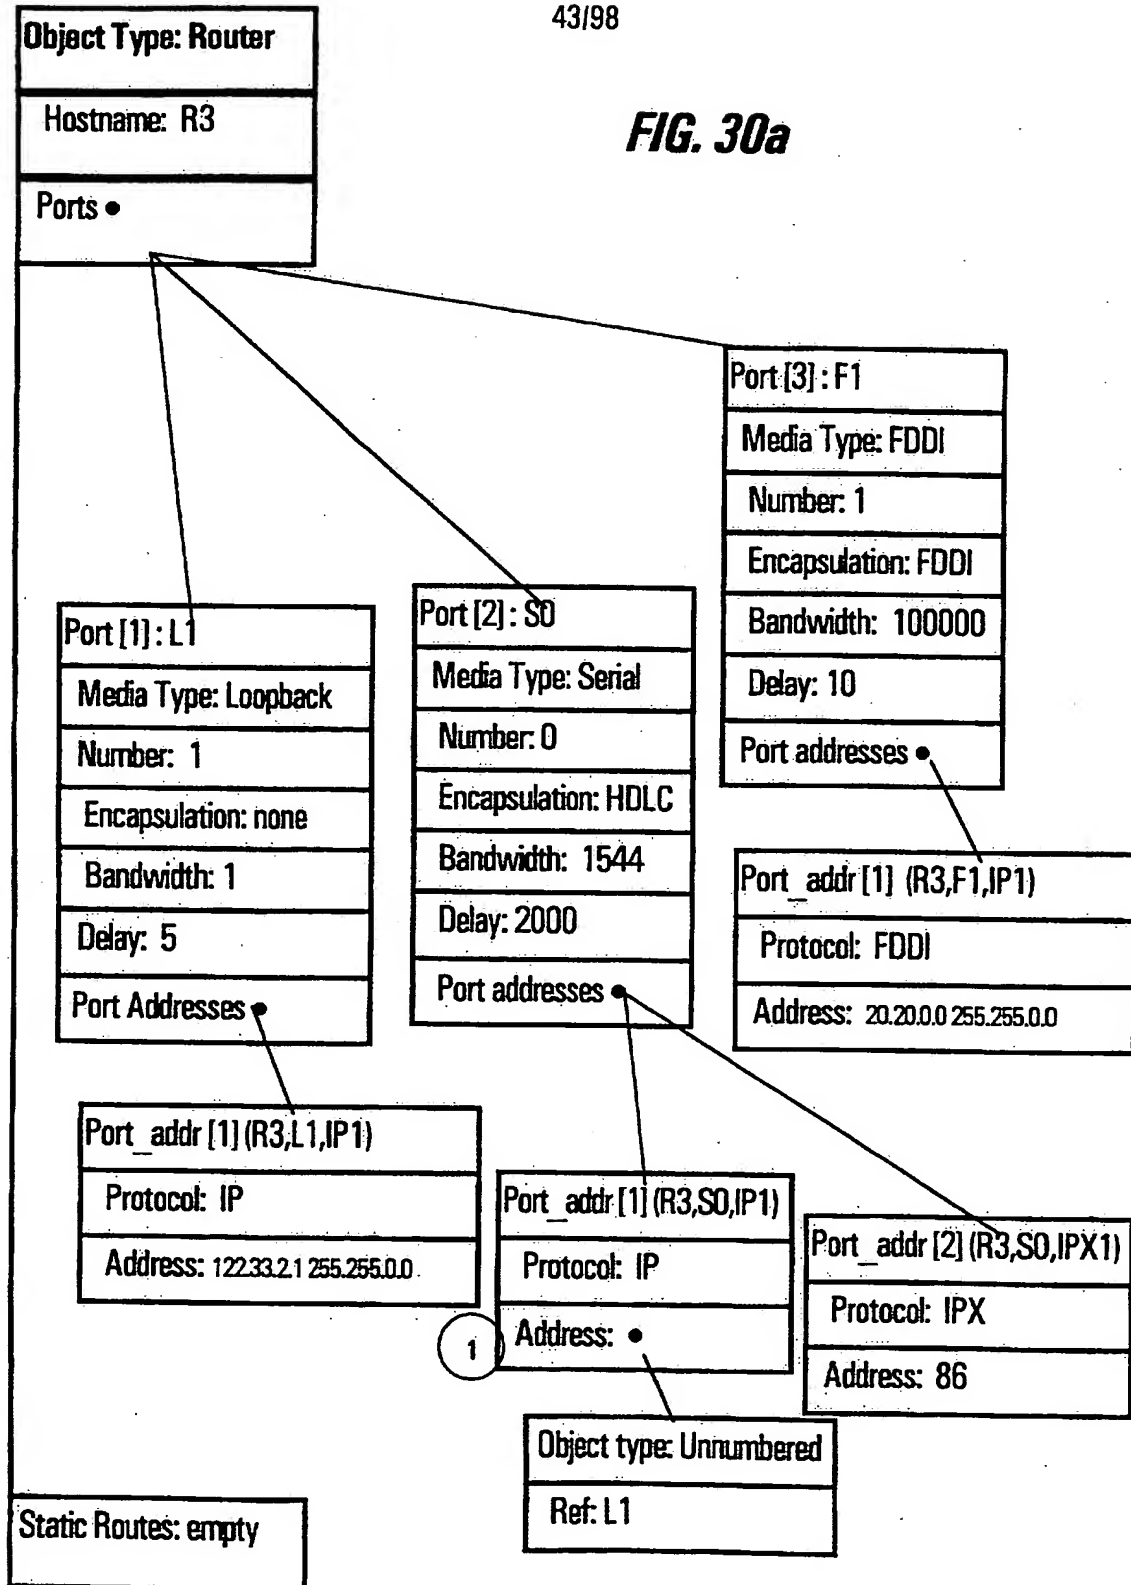 43/98
FIG. 30a
Object Type: Router
Hostname: R3
Ports
Port [3] : F1
Media Type: FDDI
Number: 1
Encapsulation: FDDI
Bandwidth: 100000
Delay: 10
Port addresses
Port [1] : L1
Media Type: Loopback
Number: 1
Encapsulation: none
Bandwidth: 1
Delay: 5
Port Addresses
Port [2] : S0
Media Type: Serial
Number: 0
Encapsulation: HDLC
Bandwidth: 1544
Delay: 2000
Port addresses
Port_addr [1] (R3,F1,IP1)
Protocol: FDDI
Address: 20.20.0.0 255.255.0.0
Port_addr [1] (R3,L1,IP1)
Protocol: IP
Address: 122.33.2.1 255.255.0.0
Port_addr [1] (R3,S0,IP1)
Protocol: IP
Address:
1
Port_addr [2] (R3,S0,IPX1)
Protocol: IPX
Address: 86
Object type: Unnumbered
Ref: L1
Static Routes: empty